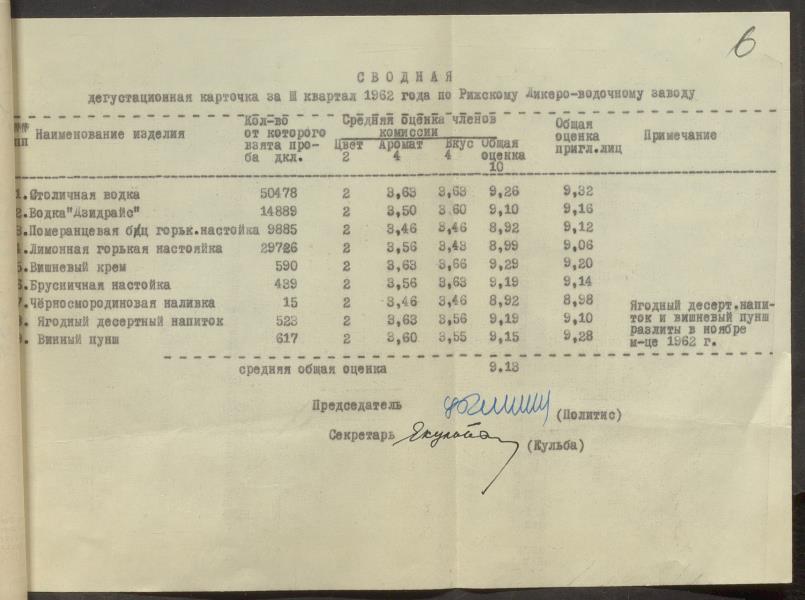 6
СВОДНАЯ
дегустационная карточка за III квартал 1962 года по Рижскому Ликеро-водочному заводу
№№ пп Наименование изделия Кол-во от которого взята про- ба дкл. Средняя оценка членов комиссии Цвет 2 Аромат 4 Вкус 4 Общая оценка 10 Общая оценка пригл.лиц Примечание
1.Столичная водка 50478 2 3,63 3,63 9,26 9,32
2.Водка"Дзидрайс" 14889 2 3,50 3 60 9,10 9,16
3.Померанцевая б/ц горьк.настойка 9885 2 3,46 3,46 8,92 9,12
4.Лимонная горькая настояйка 29726 2 3,56 3,43 8,99 9,06
5.Вишневый крем 590 2 3,63 3,66 9,29 9,20
6.Брусничная настойка 439 2 3,56 3,63 9,19 9,14
7.Чёрносмородиновая наливка 15 2 3,46 3,46 8,92 8,98
8. Ягодный десертный напиток 523 2 3,63 3,56 9,19 9,10
9. Винный пунш 617 2 3,60 3,55 9,15 9,28
Ягодный десерт.напи-
ток и вишневый пунш
разлиты в ноябре
м-це 1962 г.
средняя общая оценка 9.13
Председатель (Политис)
Секретарь (Кульба)